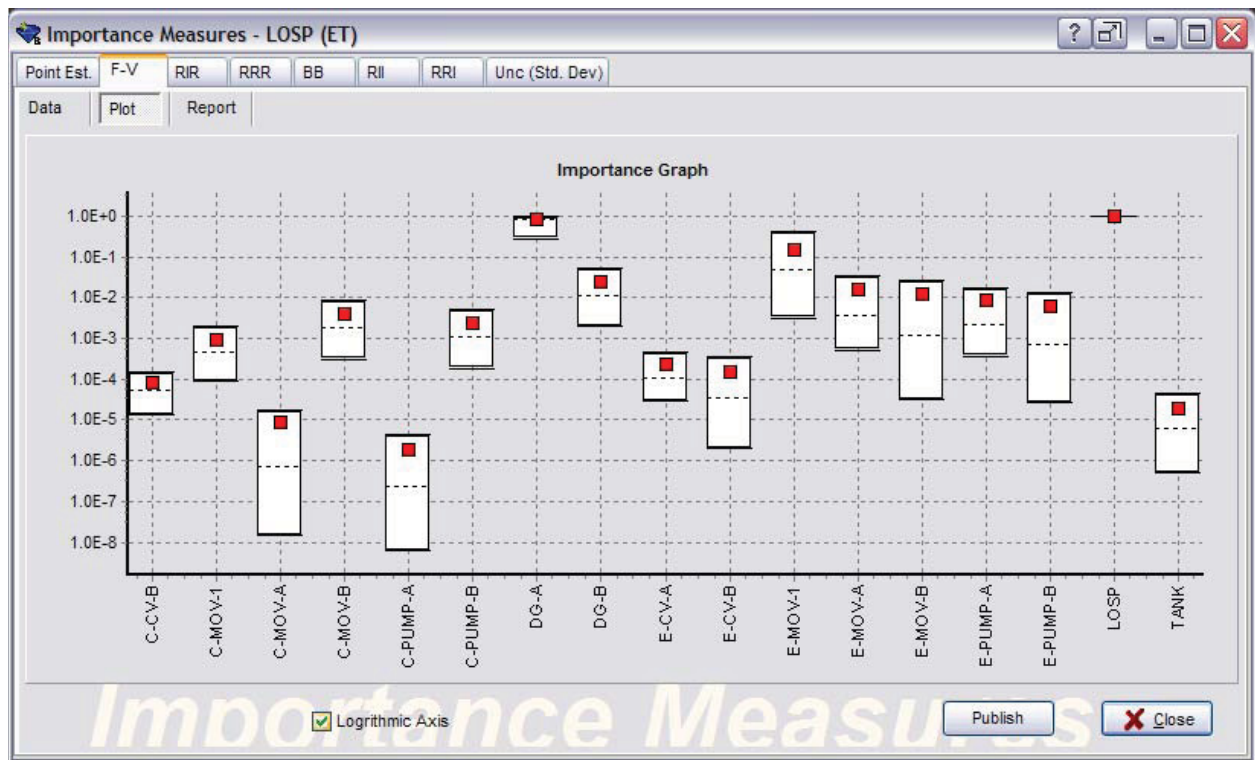 Importance Measures - LOSP (ET)
Point Est. F-V RIR RRR BB RII RRI Unc (Std. Dev)
Data Plot Report
Importance Graph
1.0E+0
1.0E-1
1.0E-2
1.0E-3
1.0E-4
1.0E-5
1.0E-6
1.0E-7
1.0E-8
C-CV-B
C-MOV-1
C-MOV-A
C-MOV-B
C-PUMP-A
C-PUMP-B
DG-A
DG-B
E-CV-A
E-CV-B
E-MOV-1
E-MOV-A
E-MOV-B
E-PUMP-A
E-PUMP-B
LOSP
TANK
Importance Measures
Logrithmic Axis
Publish
Close